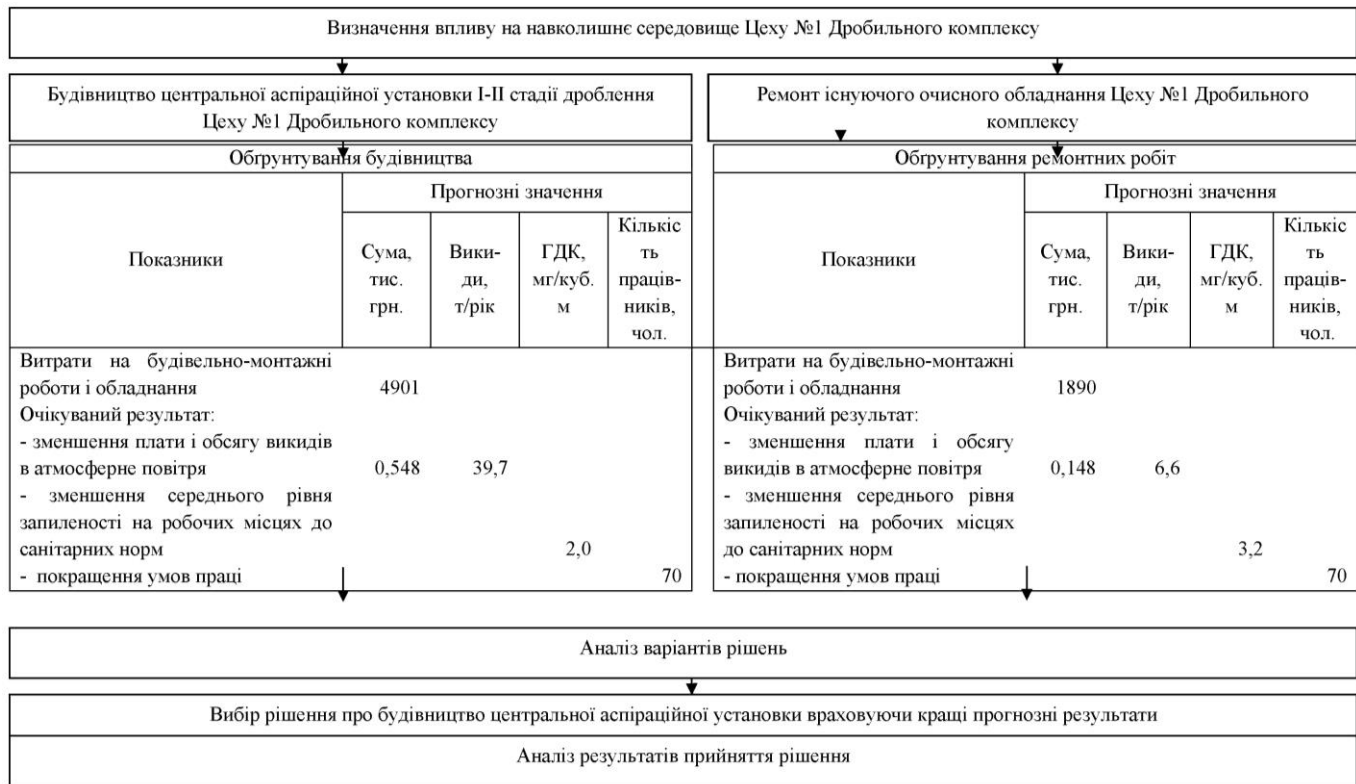 Визначення впливу на навколишнє середовище Цеху №1 Дробильного комплексу
Будівництво центральної аспіраційної установки І-ІІ стадії дроблення
Цеху №1 Дробильного комплексу
Ремонт існуючого очисного обладнання Цеху №1 Дробильного
комплексу
Обґрунтування будівництва
Показники
Прогнозні значення
Сума,
тис.
грн.
Вики-
ди,
т/рік
ГДК,
мг/куб.
м
Кількіс
ть
праців-
ників,
чол.
Витрати на будівельно-монтажні
роботи і обладнання 4901
Очікуваний результат:
- зменшення плати і обсягу викидів
в атмосферне повітря 0,548 39,7
- зменшення середнього рівня
запиленості на робочих місцях до
санітарних норм 2,0
- покращення умов праці 70
Обґрунтування ремонтних робіт
Показники
Прогнозні значення
Сума,
тис.
грн.
Вики-
ди,
т/рік
ГДК,
мг/куб.
м
Кількіс
ть
праців-
ників,
чол.
Витрати на будівельно-монтажні
роботи і обладнання 1890
Очікуваний результат:
- зменшення плати і обсягу
викидів в атмосферне повітря 0,148 6,6
- зменшення середнього рівня
запиленості на робочих місцях
до санітарних норм 3,2
- покращення умов праці 70
Аналіз варіантів рішень
Вибір рішення про будівництво центральної аспіраційної установки враховуючи кращі прогнозні результати
Аналіз результатів прийняття рішення